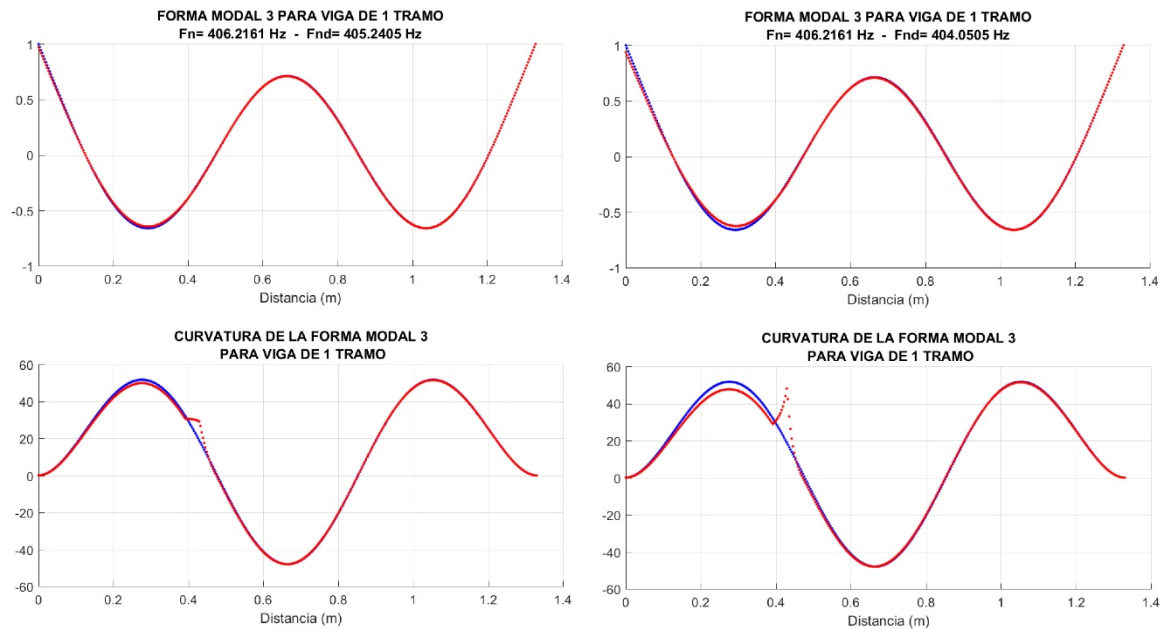 FORMA MODAL 3 PARA VIGA DE 1 TRAMO
Fn= 406.2161 Hz  -  Fnd= 405.2405 Hz
1
0.5
0
-0.5
-1
0 0.2 0.4 0.6 0.8 1 1.2 1.4
Distancia (m)
FORMA MODAL 3 PARA VIGA DE 1 TRAMO
Fn= 406.2161 Hz  -  Fnd= 404.0505 Hz
1
0.5
0
-0.5
-1
0 0.2 0.4 0.6 0.8 1 1.2 1.4
Distancia (m)
CURVATURA DE LA FORMA MODAL 3
PARA VIGA DE 1 TRAMO
60
40
20
0
-20
-40
-60
0 0.2 0.4 0.6 0.8 1 1.2 1.4
Distancia (m)
CURVATURA DE LA FORMA MODAL 3
PARA VIGA DE 1 TRAMO
60
40
20
0
-20
-40
-60
0 0.2 0.4 0.6 0.8 1 1.2 1.4
Distancia (m)